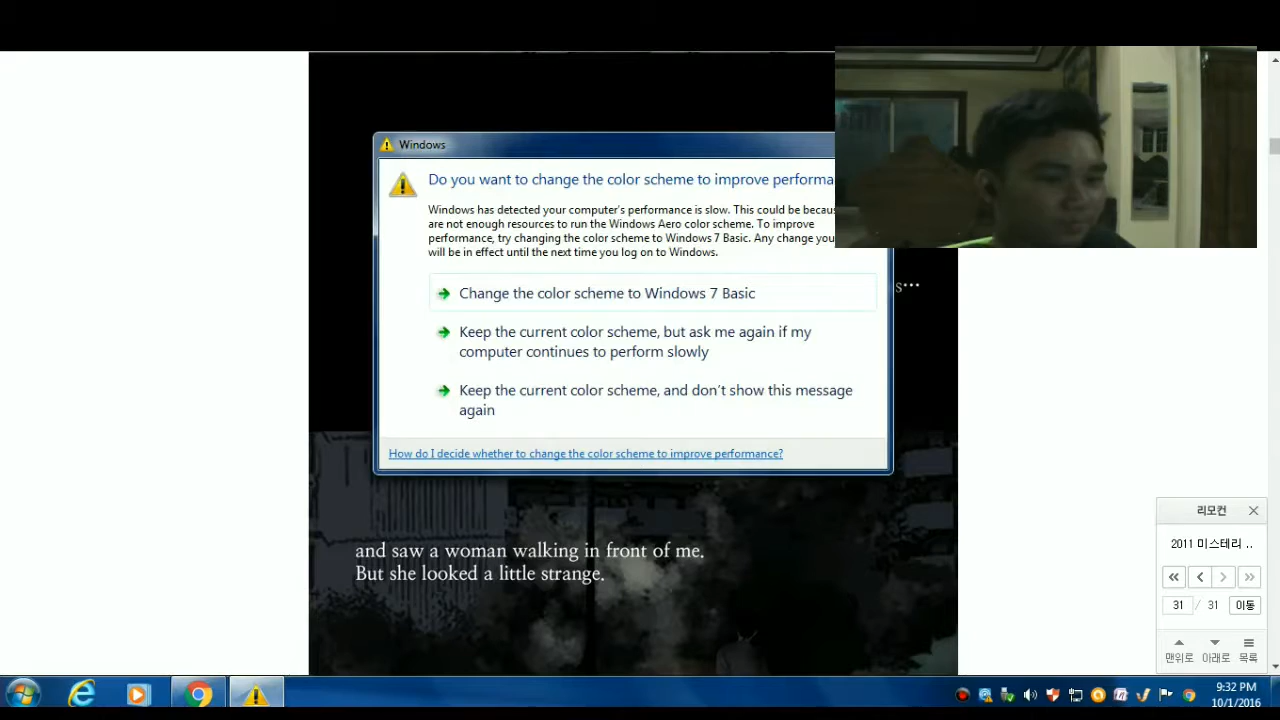 Windows
Do you want to change the color scheme to improve
Windows has detected your computer's performance is slow. This could be
are not enough resources to run the Windows Aero color scheme. To improve
performance, try changing the color scheme to Windows 7 Basic. Any change you
will be in effect until the next time you log on to Windows.
Change the color scheme to Windows 7 Basic
s...
Keep the current color scheme, but ask me again if my
computer continues to perform slowly
Keep the current color scheme, and don't show this message
again
How do I decide whether to change the color scheme to improve performance?
and saw a woman walking in front of me.
But she looked a little strange.
리모컨
2011 미스테리 ..
31 / 31 이동
맨위로 아래로 목록
9:32 PM
10/1/2016